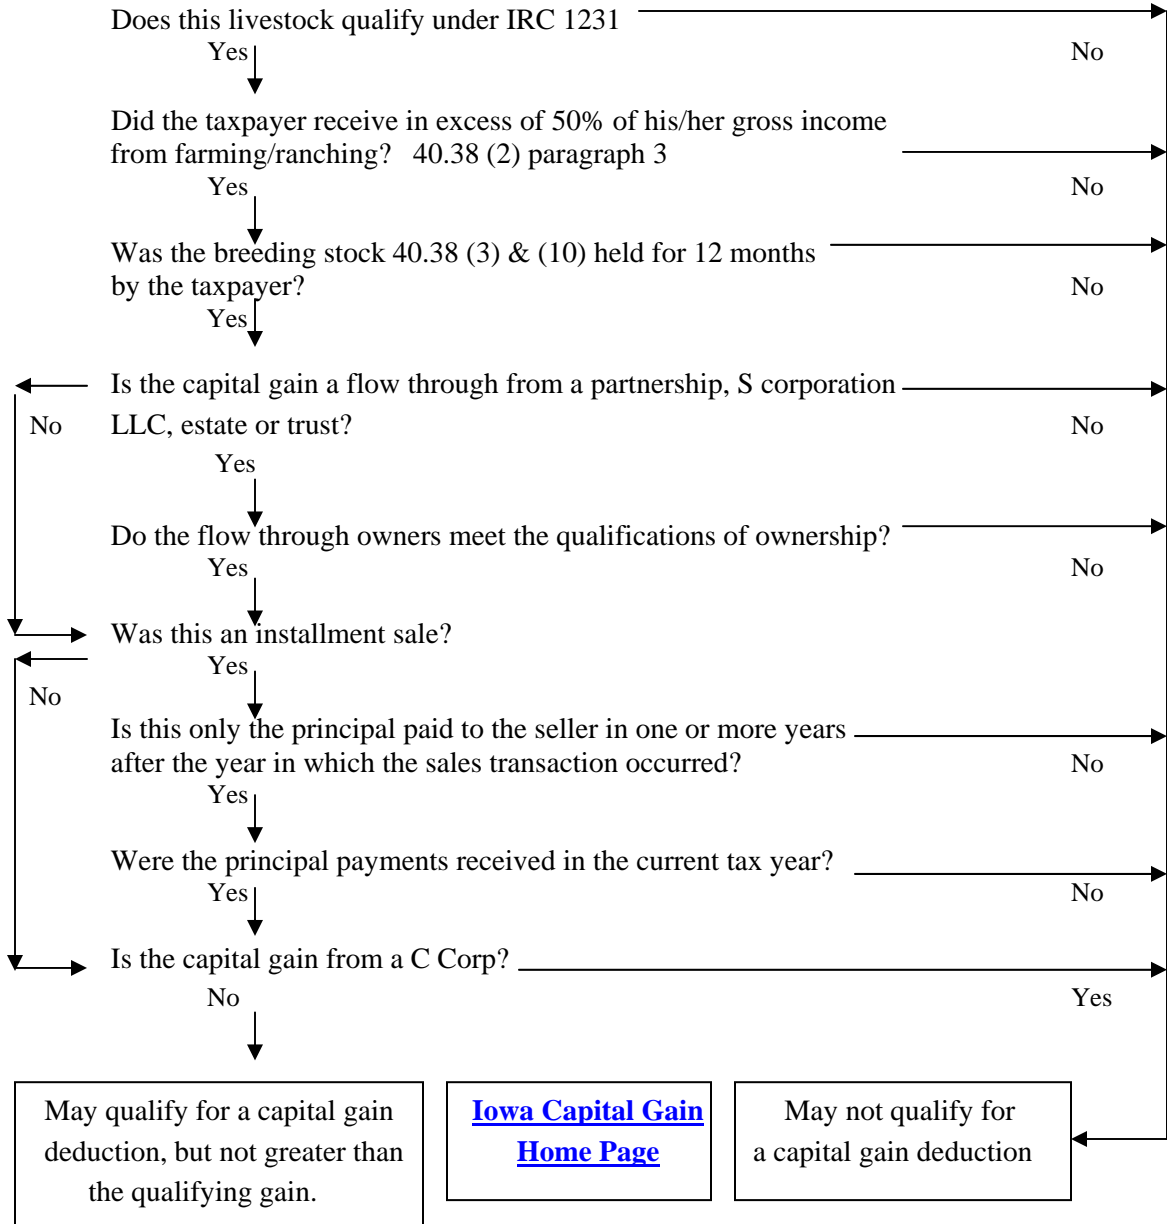 Does this livestock qualify under IRC 1231
Yes No
Did the taxpayer receive in excess of 50% of his/her gross income
from farming/ranching? 40.38 (2) paragraph 3
Yes No
Was the breeding stock 40.38 (3) & (10) held for 12 months
by the taxpayer? No
Yes
Is the capital gain a flow through from a partnership, S corporation
No LLC, estate or trust? No
Yes
Do the flow through owners meet the qualifications of ownership?
Yes No
Was this an installment sale?
Yes
No
Is this only the principal paid to the seller in one or more years
after the year in which the sales transaction occurred? No
Yes
Were the principal payments received in the current tax year?
Yes No
Is the capital gain from a C Corp?
No Yes
May qualify for a capital gain
deduction, but not greater than
the qualifying gain.
Iowa Capital Gain
Home Page
May not qualify for
a capital gain deduction